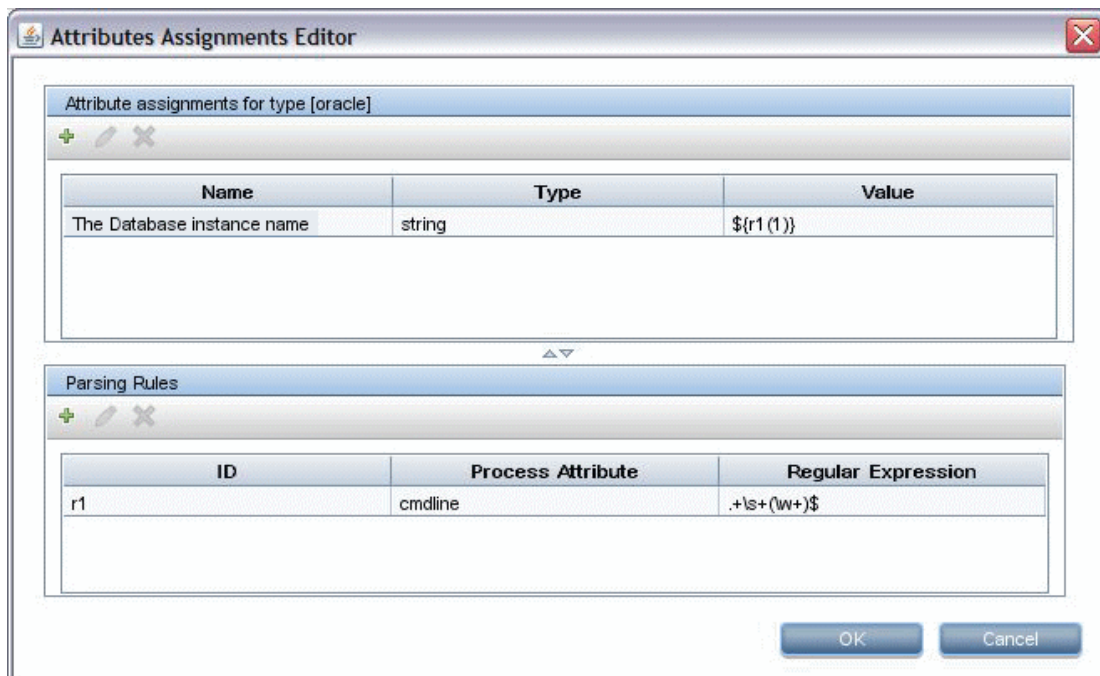 Attributes Assignments Editor
Attribute assignments for type [oracle]
Name Type Value
The Database instance name string ${r1(1)}
Parsing Rules
ID Process Attribute Regular Expression
r1 cmdline .+\s+(\w+)$
OK Cancel